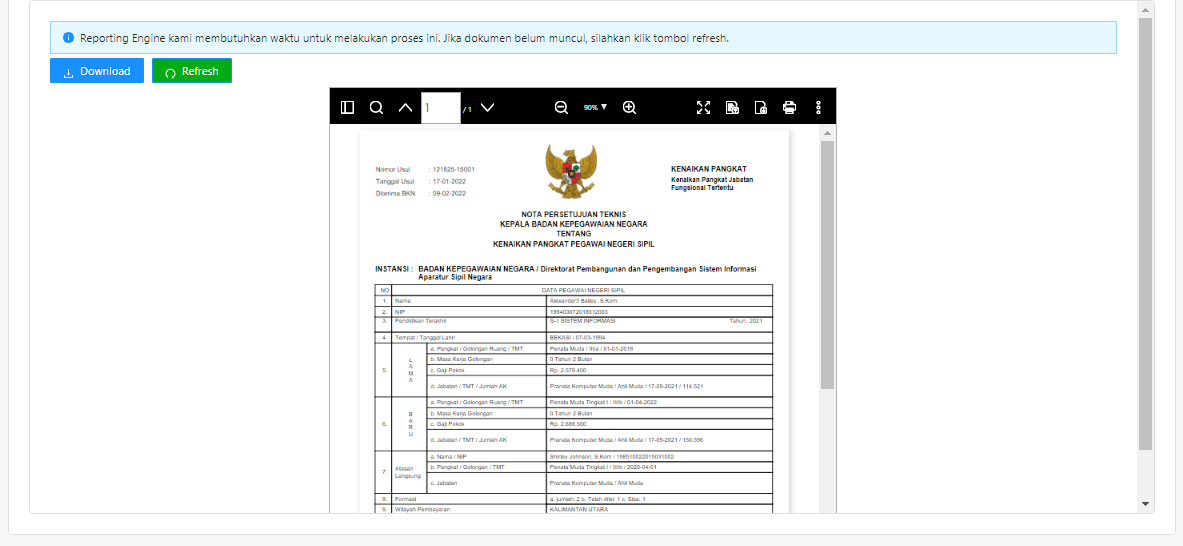 Reporting Engine kami membutuhkan waktu untuk melakukan proses ini. Jika dokumen belum muncul, silahkan klik tombol refresh.
Download Refresh
1 / 1 90%
Nomor Usul : 121825-15001
Tanggal Usul : 17-01-2022
Diterima BKN : 09-02-2022
KENAIKAN PANGKAT
Kenaikan Pangkat Jabatan
Fungsional Tertentu
NOTA PERSETUJUAN TEKNIS
KEPALA BADAN KEPEGAWAIAN NEGARA
TENTANG
KENAIKAN PANGKAT PEGAWAI NEGERI SIPIL
INSTANSI : BADAN KEPEGAWAIAN NEGARA / Direktorat Pembangunan dan Pengembangan Sistem Informasi
Aparatur Sipil Negara
NO DATA PEGAWAI NEGERI SIPIL
1. Nama Alexander3 Bailey, S.Kom.
2. NIP 199403072018012003
3. Pendidikan Terakhir S-1 SISTEM INFORMASI Tahun: 2021
4. Tempat / Tanggal Lahir BEKASI / 07-03-1994
5. LAMA a. Pangkat / Golongan Ruang / TMT Penata Muda / III/a / 01-01-2018
b. Masa Kerja Golongan 0 Tahun 2 Bulan
c. Gaji Pokok Rp. 2.579.400
d. Jabatan / TMT / Jumlah AK Pranata Komputer Muda / Ahli Muda / 17-09-2021 / 114.521
6. BARU a. Pangkat / Golongan Ruang / TMT Penata Muda Tingkat I / III/b / 01-04-2022
b. Masa Kerja Golongan 0 Tahun 2 Bulan
c. Gaji Pokok Rp. 2.688.500
d. Jabatan / TMT / Jumlah AK Pranata Komputer Muda / Ahli Muda / 17-09-2021 / 150.596
7. Atasan Langsung a. Nama / NIP Shirley Johnson, S.Kom / 198510022015031002
b. Pangkat / Golongan / TMT Penata Muda Tingkat I / III/b / 2020-04-01
c. Jabatan Pranata Komputer Muda / Ahli Muda
8. Formasi a. jumlah: 2 b. Telah diisi: 1 c. Sisa: 1
9. Wilayah Pembayaran KALIMANTAN UTARA